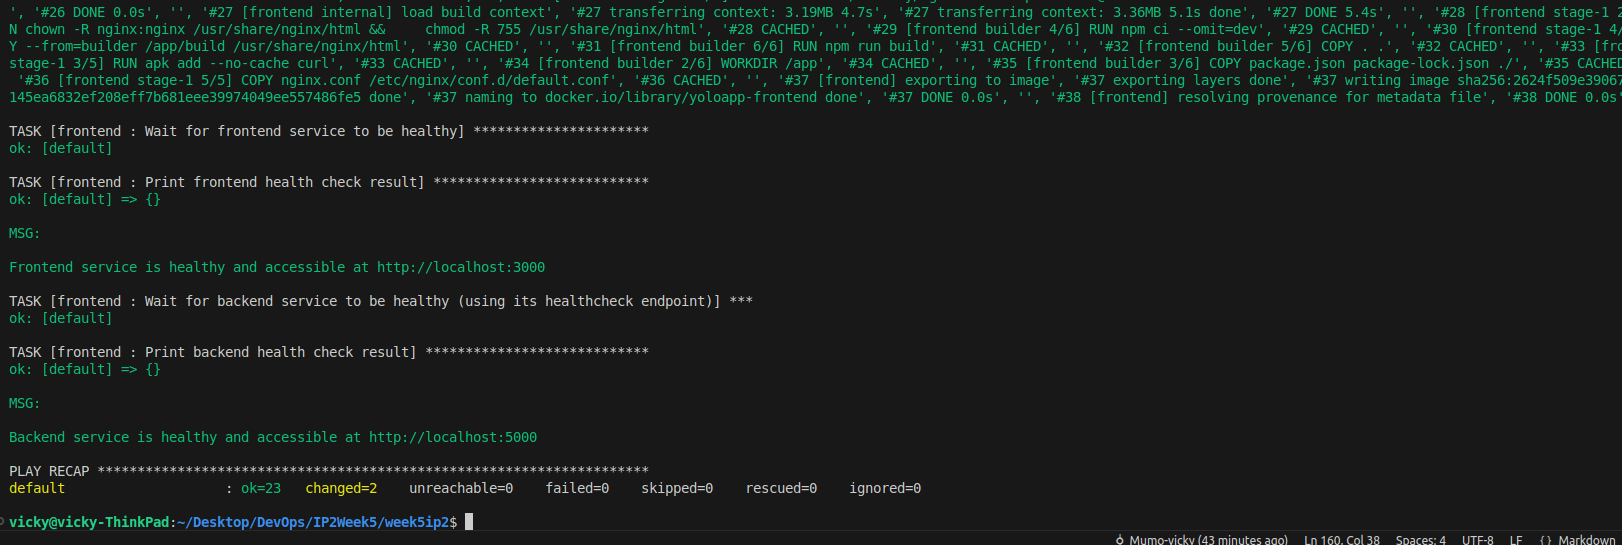 ', '#26 DONE 0.0s', '', '#27 [frontend internal] load build context', '#27 transferring context: 3.19MB 4.7s', '#27 transferring context: 3.36MB 5.1s done', '#27 DONE 5.4s', '', '#28 [frontend stage-1 2
N chown -R nginx:nginx /usr/share/nginx/html &&     chmod -R 755 /usr/share/nginx/html', '#28 CACHED', '', '#29 [frontend builder 4/6] RUN npm ci --omit=dev', '#29 CACHED', '', '#30 [frontend stage-1 4/
Y --from=builder /app/build /usr/share/nginx/html', '#30 CACHED', '', '#31 [frontend builder 6/6] RUN npm run build', '#31 CACHED', '', '#32 [frontend builder 5/6] COPY . .', '#32 CACHED', '', '#33 [fro
stage-1 3/5] RUN apk add --no-cache curl', '#33 CACHED', '', '#34 [frontend builder 2/6] WORKDIR /app', '#34 CACHED', '', '#35 [frontend builder 3/6] COPY package.json package-lock.json ./', '#35 CACHED
'#36 [frontend stage-1 5/5] COPY nginx.conf /etc/nginx/conf.d/default.conf', '#36 CACHED', '', '#37 [frontend] exporting to image', '#37 exporting layers done', '#37 writing image sha256:2624f509e39067
145ea6832ef208eff7b681eee39974049ee557486fe5 done', '#37 naming to docker.io/library/yoloapp-frontend done', '#37 DONE 0.0s', '', '#38 [frontend] resolving provenance for metadata file', '#38 DONE 0.0s'
TASK [frontend : Wait for frontend service to be healthy] **********************
ok: [default]
TASK [frontend : Print frontend health check result] ***************************
ok: [default] => {}
MSG:
Frontend service is healthy and accessible at http://localhost:3000
TASK [frontend : Wait for backend service to be healthy (using its healthcheck endpoint)] ***
ok: [default]
TASK [frontend : Print backend health check result] ****************************
ok: [default] => {}
MSG:
Backend service is healthy and accessible at http://localhost:5000
PLAY RECAP *********************************************************************
default                    : ok=23   changed=2    unreachable=0    failed=0    skipped=0    rescued=0    ignored=0
vicky@vicky-ThinkPad:~/Desktop/DevOps/IP2Week5/week5ip2$
Mumo-vicky (43 minutes ago)   Ln 160, Col 38   Spaces: 4   UTF-8   LF   {} Markdown